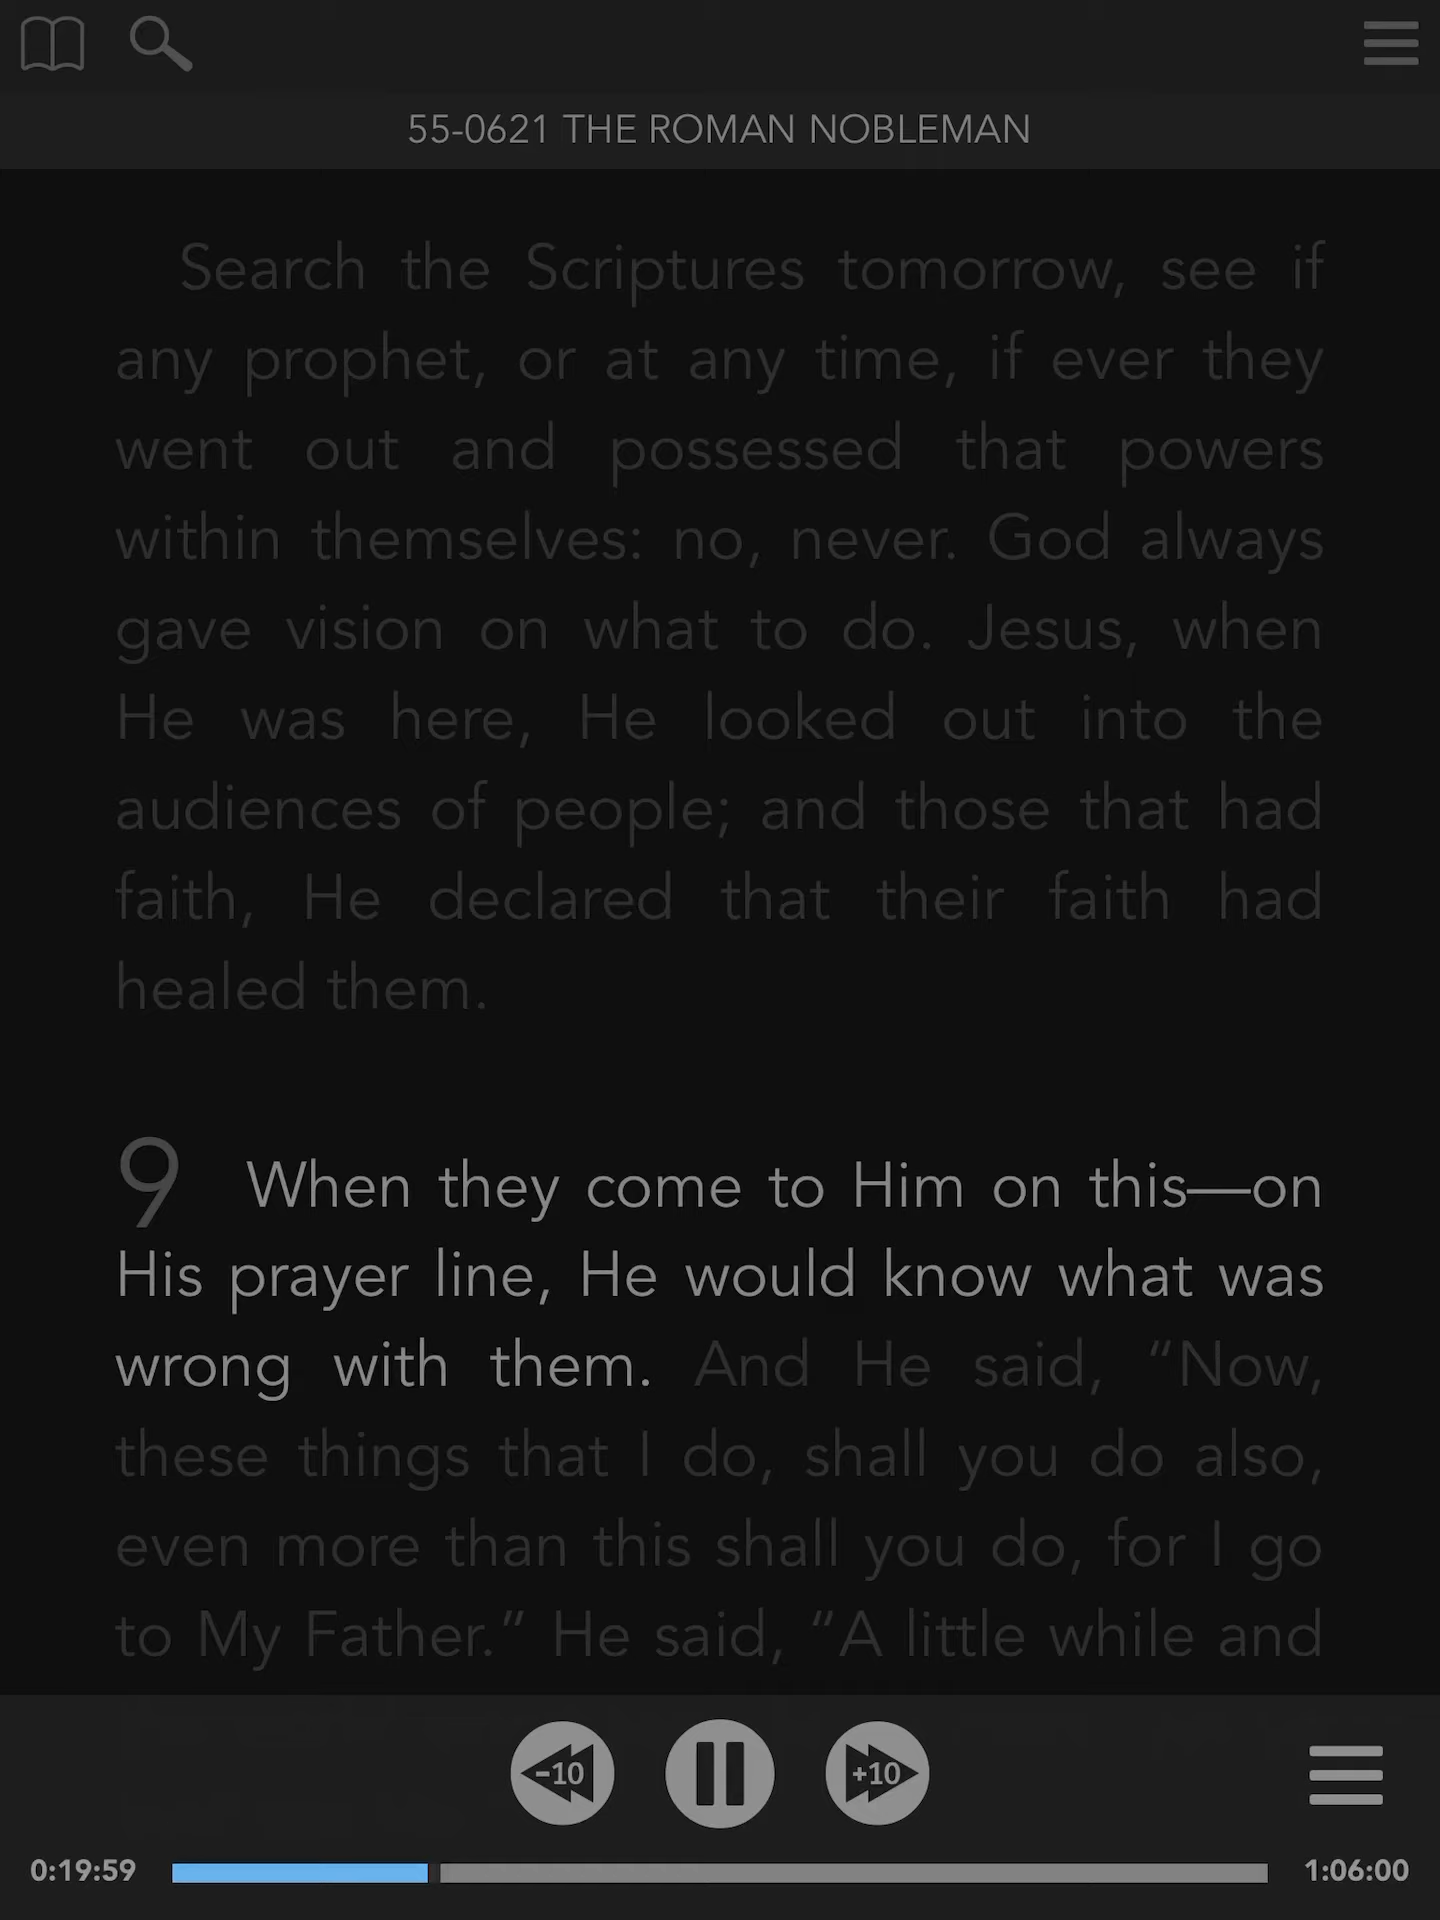 55-0621 THE ROMAN NOBLEMAN
Search the Scriptures tomorrow, see if
any prophet, or at any time, if ever they
went out and possessed that powers
within themselves: no, never. God always
gave vision on what to do. Jesus, when
He was here, He looked out into the
audiences of people; and those that had
faith, He declared that their faith had
healed them.
9 When they come to Him on this—on
His prayer line, He would know what was
wrong with them. And He said, “Now,
these things that I do, shall you do also,
even more than this shall you do, for I go
to My Father.” He said, “A little while and
-10 +10
0:19:59 1:06:00